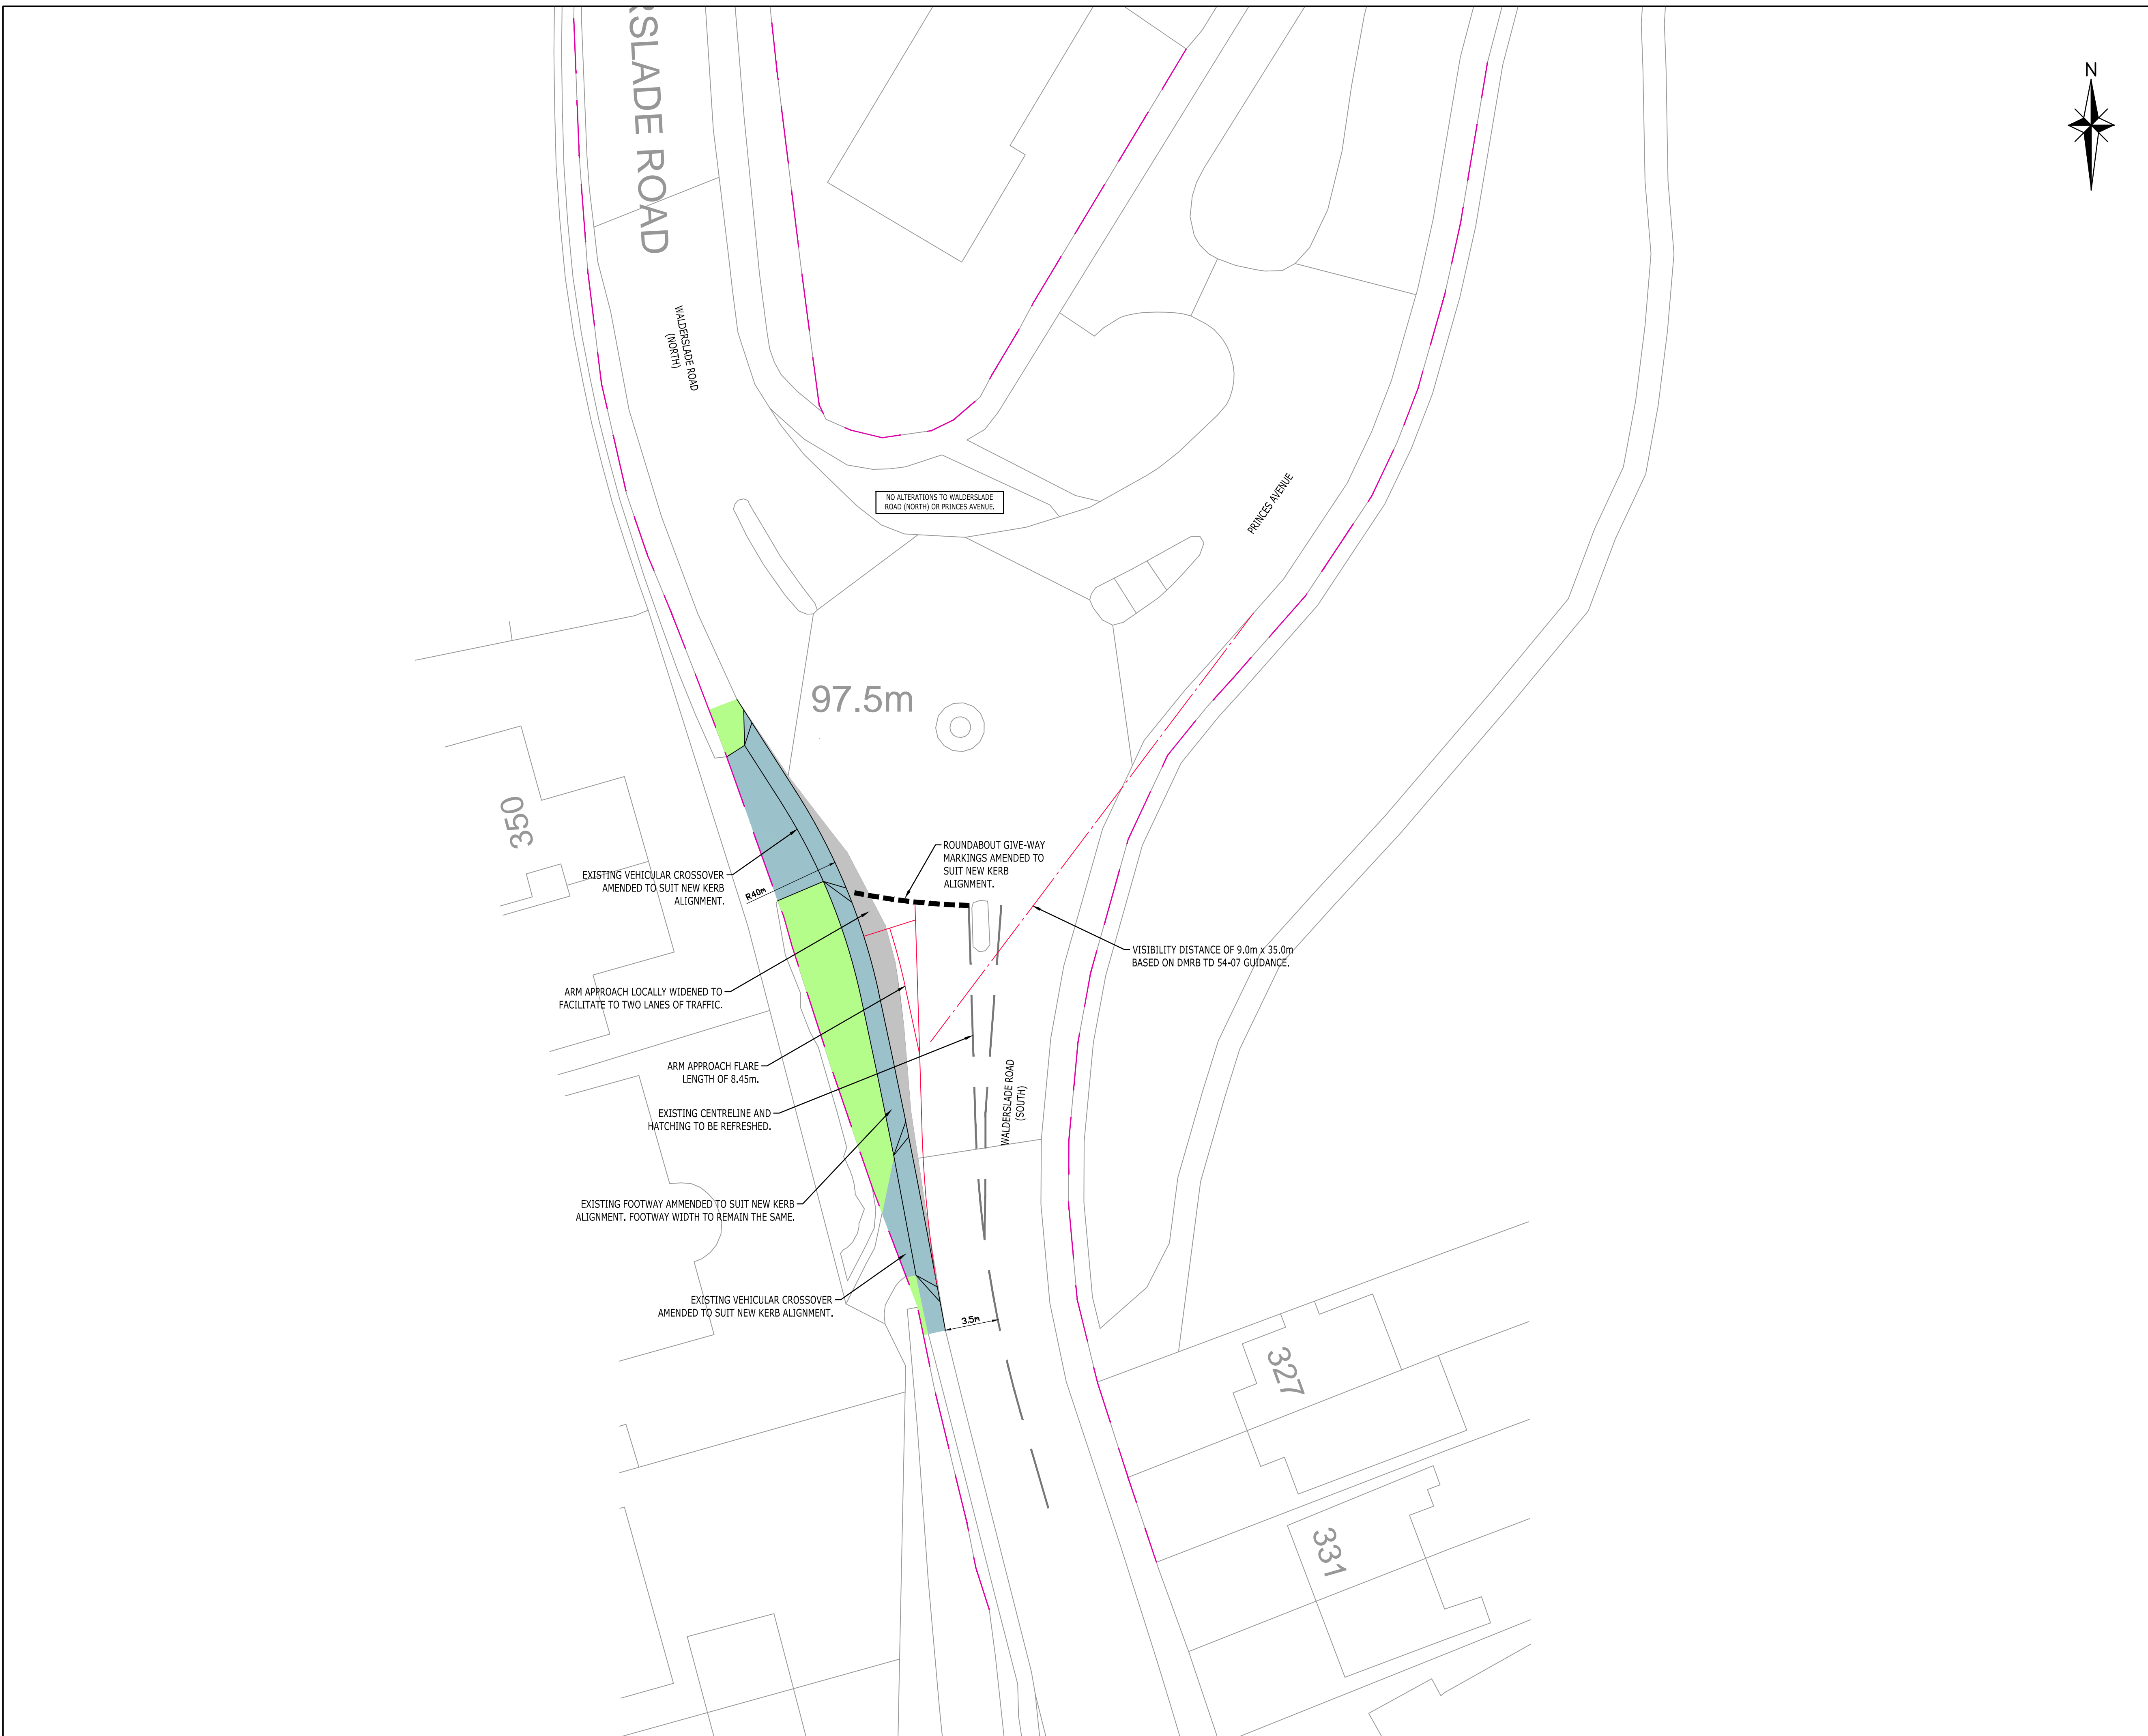 RSLADE ROAD
N
WALDERSLADE ROAD
(NORTH)
NO ALTERATIONS TO WALDERSLADE
ROAD (NORTH) OR PRINCES AVENUE.
PRINCES AVENUE
97.5m
350
EXISTING VEHICULAR CROSSOVER
AMENDED TO SUIT NEW KERB
ALIGNMENT.
R40m
ROUNDABOUT GIVE-WAY
MARKINGS AMENDED TO
SUIT NEW KERB
ALIGNMENT.
VISIBILITY DISTANCE OF 9.0m x 35.0m
BASED ON DMRB TD 54-07 GUIDANCE.
ARM APPROACH LOCALLY WIDENED TO
FACILITATE TO TWO LANES OF TRAFFIC.
ARM APPROACH FLARE
LENGTH OF 8.45m.
EXISTING CENTRELINE AND
HATCHING TO BE REFRESHED.
WALDERSLADE ROAD
(SOUTH)
EXISTING FOOTWAY AMMENDED TO SUIT NEW KERB
ALIGNMENT. FOOTWAY WIDTH TO REMAIN THE SAME.
EXISTING VEHICULAR CROSSOVER
AMENDED TO SUIT NEW KERB ALIGNMENT.
3.5m
327
331